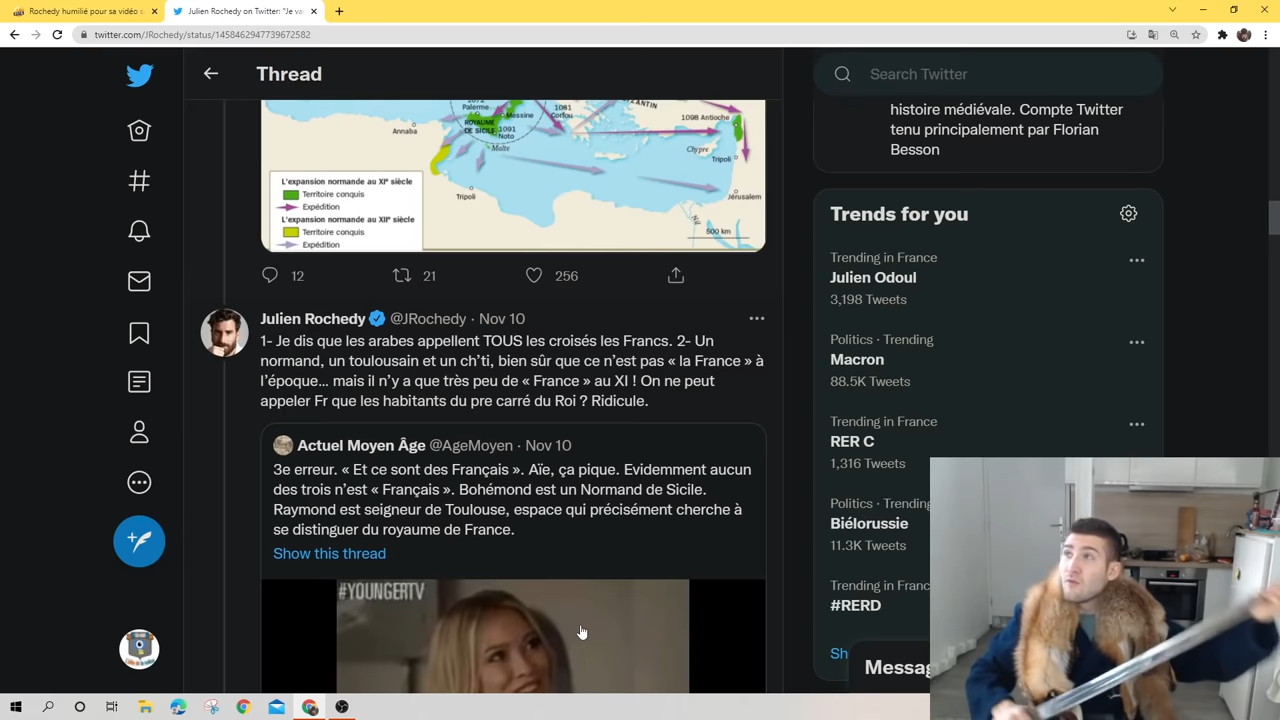 Rochedy humilié pour sa vidéo
Julien Rochedy on Twitter: "Je va
twitter.com/JRochedy/status/1458462947739672582
Thread
Search Twitter
histoire médiévale. Compte Twitter
tenu principalement par Florian
Besson
Palerme
Messine
ROYAUME
DE SICILE
1091
Noto
Malte
Annaba
1081
Corfou
1098 Antioche
Chypre
Tripoli
Jérusalem
Tripoli
Nil
500 km
L'expansion normande au XIe siècle
Territoire conquis
Expédition
L'expansion normande au XIIe siècle
Territoire conquis
Expédition
12
21
256
Julien Rochedy @JRochedy · Nov 10
1- Je dis que les arabes appellent TOUS les croisés les Francs. 2- Un
normand, un toulousain et un ch'ti, bien sûr que ce n'est pas « la France » à
l'époque... mais il n'y a que très peu de « France » au XI ! On ne peut
appeler Fr que les habitants du pre carré du Roi ? Ridicule.
Actuel Moyen Âge @AgeMoyen · Nov 10
3e erreur. « Et ce sont des Français ». Aïe, ça pique. Evidemment aucun
des trois n'est « Français ». Bohémond est un Normand de Sicile.
Raymond est seigneur de Toulouse, espace qui précisément cherche à
se distinguer du royaume de France.
Show this thread
#YOUNGERTV
Trends for you
Trending in France
Julien Odoul
3,198 Tweets
Politics · Trending
Macron
88.5K Tweets
Trending in France
RER C
1,316 Tweets
Politics · Trending
Biélorussie
11.3K Tweets
Trending in Franc
#RERD
Sh
Messag